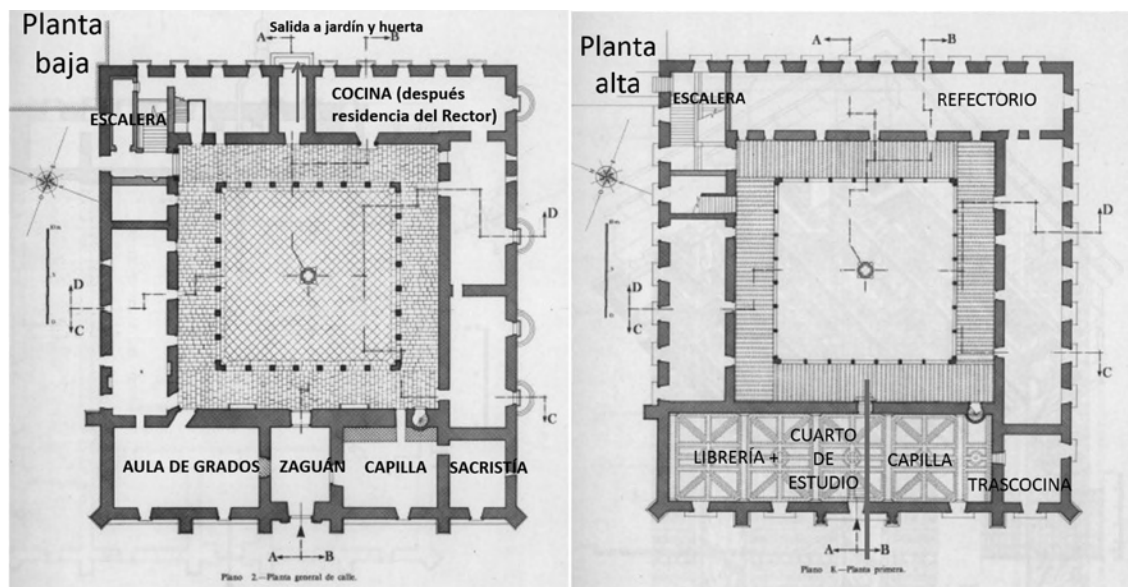 Planta
baja
Salida a jardín y huerta
A
B
ESCALERA
COCINA (después
residencia del Rector)
D
D
C
C
AULA DE GRADOS
ZAGUÁN
CAPILLA
SACRISTÍA
A
B
Plano 2.—Planta general de calle.
Planta
alta
A
B
ESCALERA
REFECTORIO
D
D
C
C
LIBRERÍA +
CUARTO
DE
ESTUDIO
CAPILLA
TRASCOCINA
A
B
Plano 8.—Planta primera.